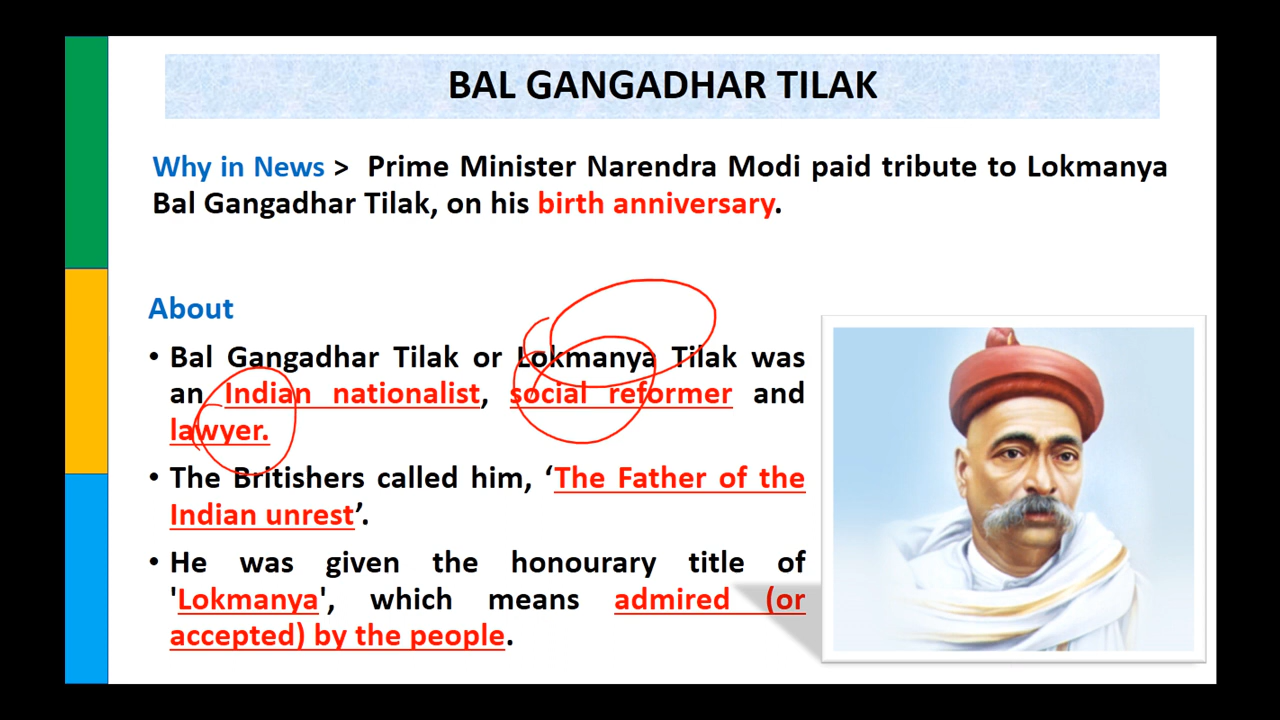 BAL GANGADHAR TILAK
Why in News > Prime Minister Narendra Modi paid tribute to Lokmanya
Bal Gangadhar Tilak, on his birth anniversary.
About
• Bal Gangadhar Tilak or Lokmanya Tilak was
an Indian nationalist, social reformer and
lawyer.
• The Britishers called him, ‘The Father of the
Indian unrest’.
• He was given the honourary title of
'Lokmanya', which means admired (or
accepted) by the people.